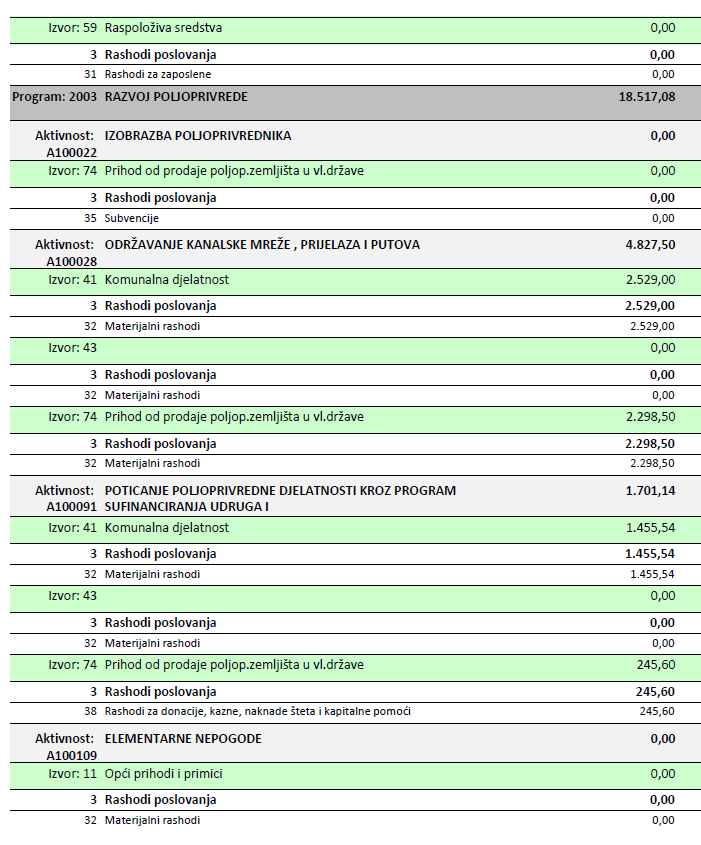 Izvor: 59 Raspoloživa sredstva 0,00
3 Rashodi poslovanja 0,00
31 Rashodi za zaposlene 0,00
Program: 2003 RAZVOJ POLJOPRIVREDE 18.517,08
Aktivnost: IZOBRAZBA POLJOPRIVREDNIKA 0,00
A100022
Izvor: 74 Prihod od prodaje poljop.zemljišta u vl.države 0,00
3 Rashodi poslovanja 0,00
35 Subvencije 0,00
Aktivnost: ODRŽAVANJE KANALSKE MREŽE , PRIJELAZA I PUTOVA 4.827,50
A100028
Izvor: 41 Komunalna djelatnost 2.529,00
3 Rashodi poslovanja 2.529,00
32 Materijalni rashodi 2.529,00
Izvor: 43 0,00
3 Rashodi poslovanja 0,00
32 Materijalni rashodi 0,00
Izvor: 74 Prihod od prodaje poljop.zemljišta u vl.države 2.298,50
3 Rashodi poslovanja 2.298,50
32 Materijalni rashodi 2.298,50
Aktivnost: POTICANJE POLJOPRIVREDNE DJELATNOSTI KROZ PROGRAM 1.701,14
A100091 SUFINANCIRANJA UDRUGA I
Izvor: 41 Komunalna djelatnost 1.455,54
3 Rashodi poslovanja 1.455,54
32 Materijalni rashodi 1.455,54
Izvor: 43 0,00
3 Rashodi poslovanja 0,00
32 Materijalni rashodi 0,00
Izvor: 74 Prihod od prodaje poljop.zemljišta u vl.države 245,60
3 Rashodi poslovanja 245,60
38 Rashodi za donacije, kazne, naknade šteta i kapitalne pomoći 245,60
Aktivnost: ELEMENTARNE NEPOGODE 0,00
A100109
Izvor: 11 Opći prihodi i primici 0,00
3 Rashodi poslovanja 0,00
32 Materijalni rashodi 0,00